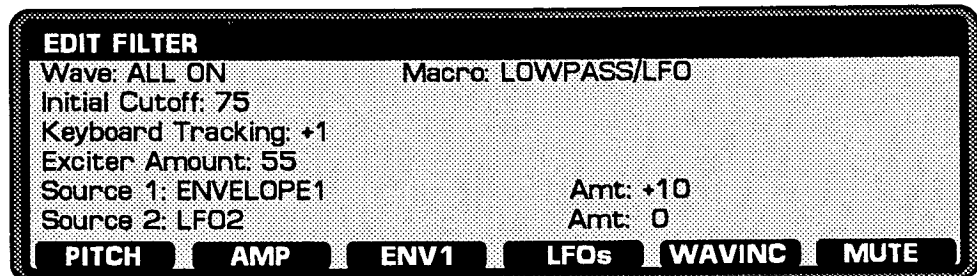 EDIT FILTER
Wave: ALL ON Macro: LOWPASS/LFO
Initial Cutoff: 75
Keyboard Tracking: +1
Exciter Amount: 55
Source 1: ENVELOPE1 Amt: +10
Source 2: LFO2 Amt: 0
PITCH AMP ENV1 LFOs WAVINC MUTE